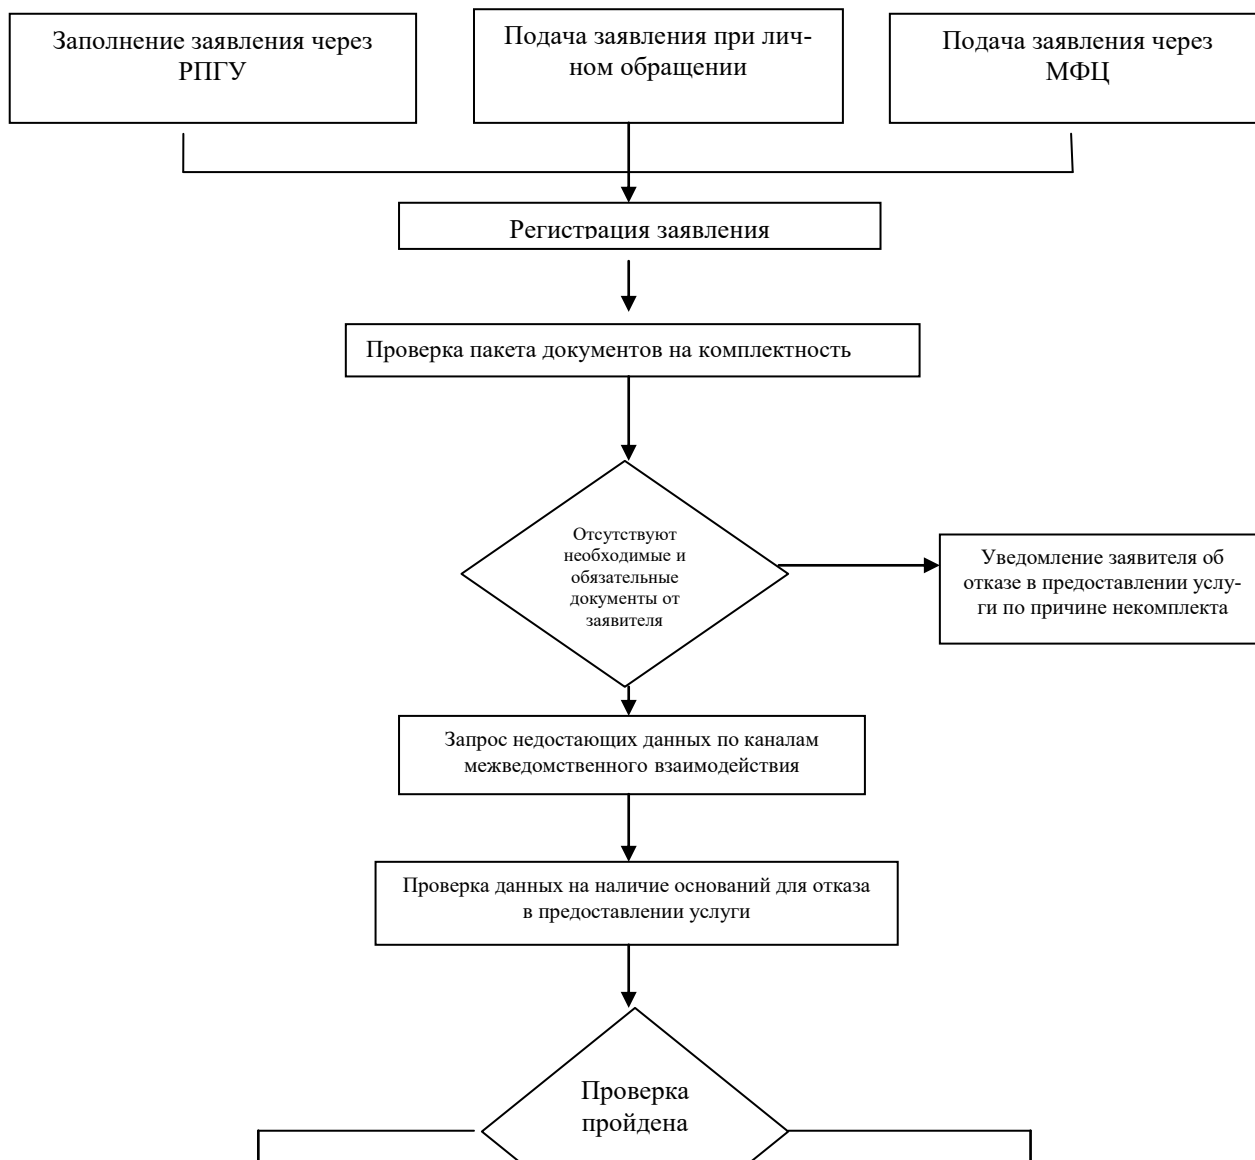 Заполнение заявления через
РПГУ
Подача заявления при лич-
ном обращении
Подача заявления через
МФЦ
Регистрация заявления
Проверка пакета документов на комплектность
Отсутствуют
необходимые и
обязательные
документы от
заявителя
Уведомление заявителя об
отказе в предоставлении услу-
ги по причине некомплекта
Запрос недостающих данных по каналам
межведомственного взаимодействия
Проверка данных на наличие оснований для отказа
в предоставлении услуги
Проверка
пройдена